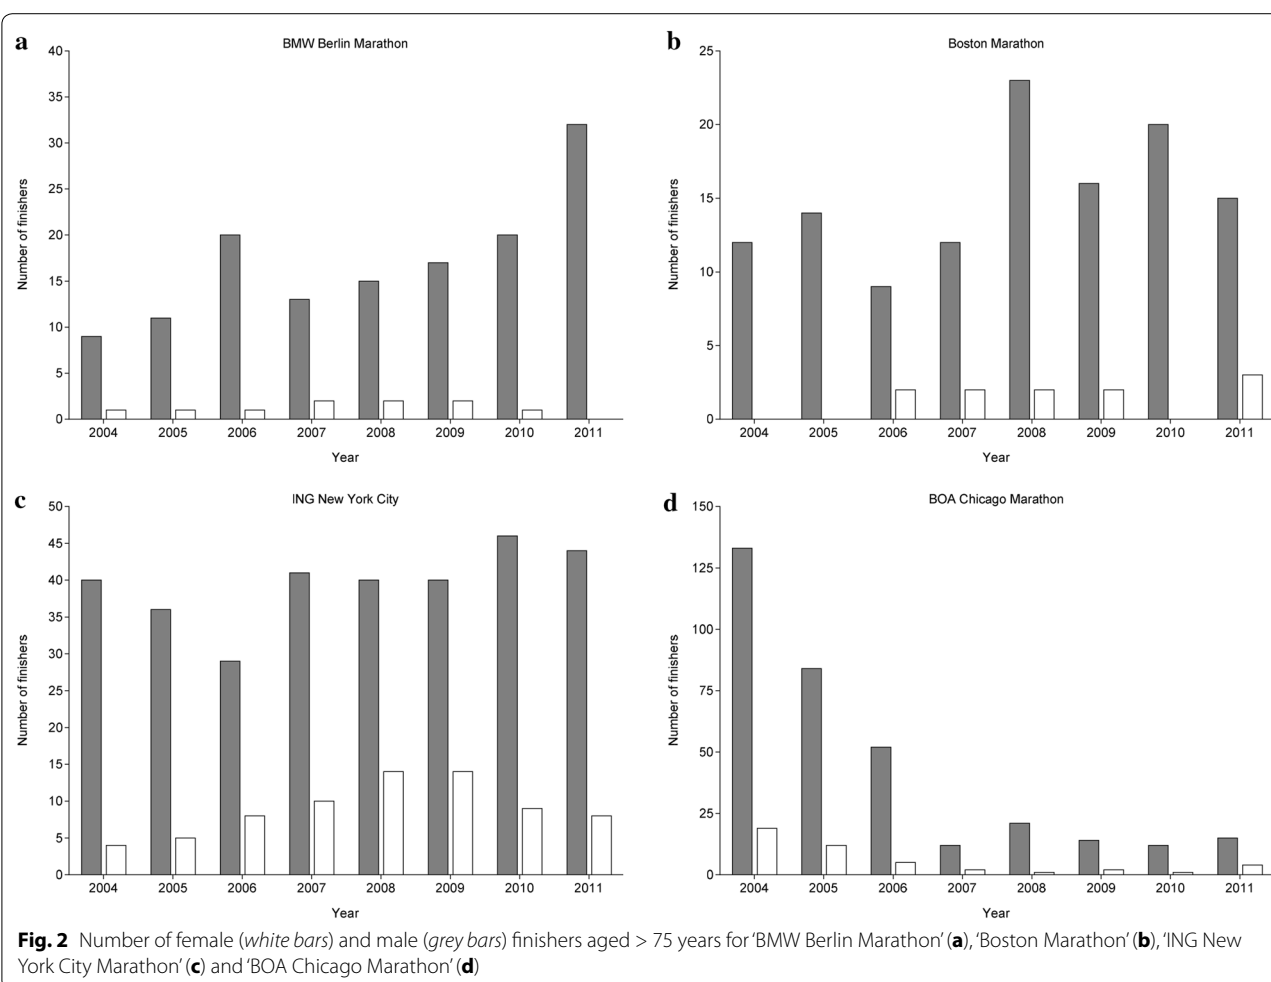 a
BMW Berlin Marathon
40
35
30
25
20
15
10
5
0
Number of finishers
2004 2005 2006 2007 2008 2009 2010 2011
Year
b
Boston Marathon
25
20
15
10
5
0
Number of finishers
2004 2005 2006 2007 2008 2009 2010 2011
Year
c
ING New York City
50
45
40
35
30
25
20
15
10
5
0
Number of finishers
2004 2005 2006 2007 2008 2009 2010 2011
Year
d
BOA Chicago Marathon
150
125
100
75
50
25
0
Number of finishers
2004 2005 2006 2007 2008 2009 2010 2011
Year
Fig. 2 Number of female (white bars) and male (grey bars) finishers aged > 75 years for ‘BMW Berlin Marathon’ (a), ‘Boston Marathon’ (b), ‘ING New
York City Marathon’ (c) and ‘BOA Chicago Marathon’ (d)